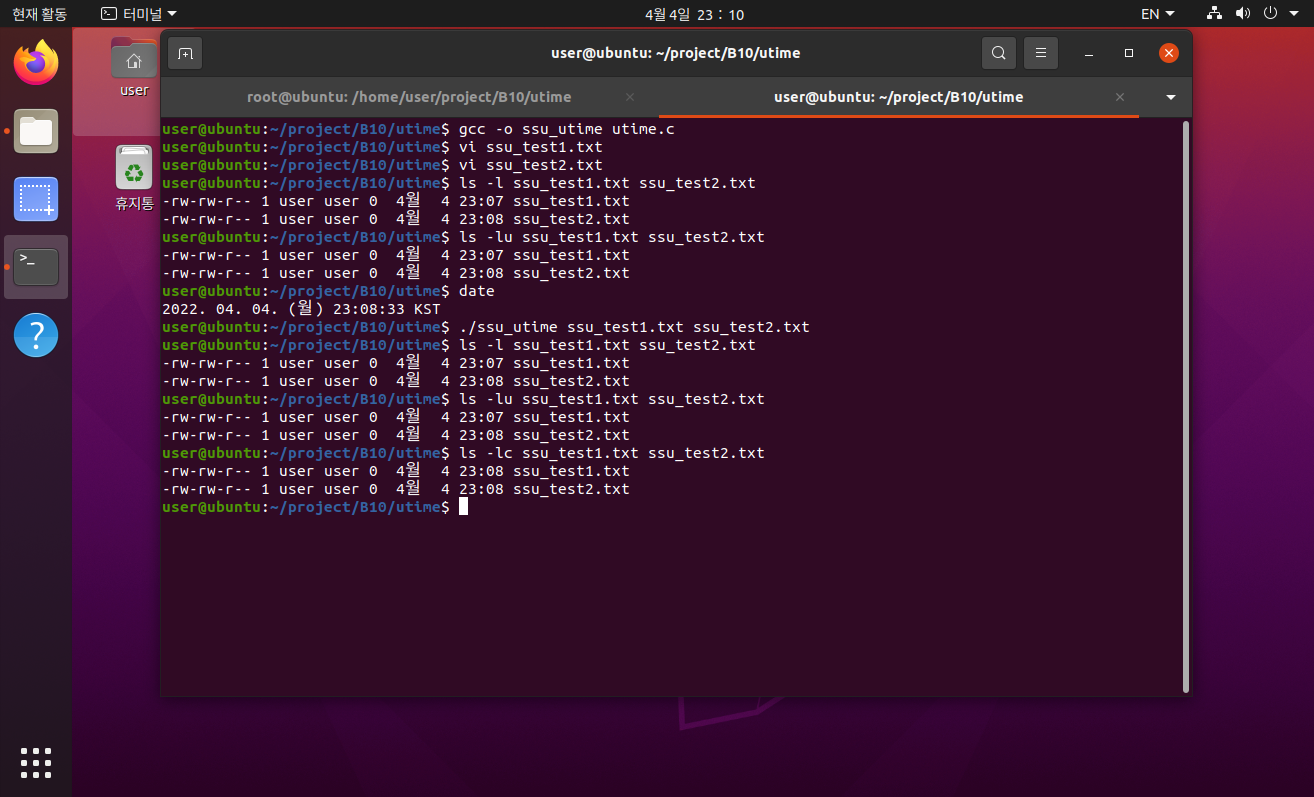 현재 활동 터미널 4월 4일 23 : 10 EN
user
휴지통
user@ubuntu: ~/project/B10/utime
root@ubuntu: /home/user/project/B10/utime × user@ubuntu: ~/project/B10/utime ×
user@ubuntu:~/project/B10/utime$ gcc -o ssu_utime utime.c
user@ubuntu:~/project/B10/utime$ vi ssu_test1.txt
user@ubuntu:~/project/B10/utime$ vi ssu_test2.txt
user@ubuntu:~/project/B10/utime$ ls -l ssu_test1.txt ssu_test2.txt
-rw-rw-r-- 1 user user 0  4월  4 23:07 ssu_test1.txt
-rw-rw-r-- 1 user user 0  4월  4 23:08 ssu_test2.txt
user@ubuntu:~/project/B10/utime$ ls -lu ssu_test1.txt ssu_test2.txt
-rw-rw-r-- 1 user user 0  4월  4 23:07 ssu_test1.txt
-rw-rw-r-- 1 user user 0  4월  4 23:08 ssu_test2.txt
user@ubuntu:~/project/B10/utime$ date
2022. 04. 04. (월) 23:08:33 KST
user@ubuntu:~/project/B10/utime$ ./ssu_utime ssu_test1.txt ssu_test2.txt
user@ubuntu:~/project/B10/utime$ ls -l ssu_test1.txt ssu_test2.txt
-rw-rw-r-- 1 user user 0  4월  4 23:07 ssu_test1.txt
-rw-rw-r-- 1 user user 0  4월  4 23:08 ssu_test2.txt
user@ubuntu:~/project/B10/utime$ ls -lu ssu_test1.txt ssu_test2.txt
-rw-rw-r-- 1 user user 0  4월  4 23:07 ssu_test1.txt
-rw-rw-r-- 1 user user 0  4월  4 23:08 ssu_test2.txt
user@ubuntu:~/project/B10/utime$ ls -lc ssu_test1.txt ssu_test2.txt
-rw-rw-r-- 1 user user 0  4월  4 23:08 ssu_test1.txt
-rw-rw-r-- 1 user user 0  4월  4 23:08 ssu_test2.txt
user@ubuntu:~/project/B10/utime$